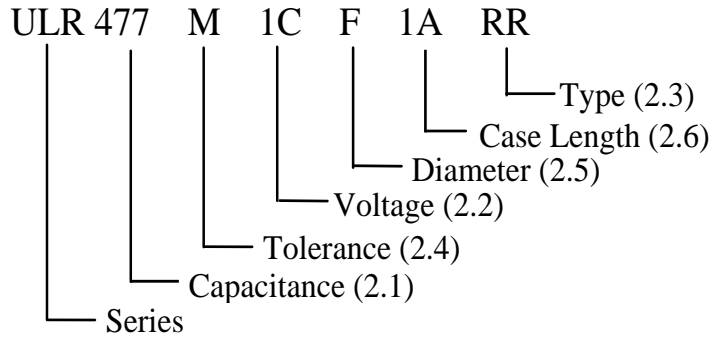 ULR 477 M 1C F 1A RR
Type (2.3)
Case Length (2.6)
Diameter (2.5)
Voltage (2.2)
Tolerance (2.4)
Capacitance (2.1)
Series